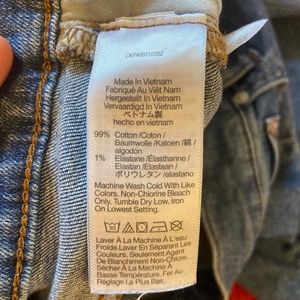 CKP466610352
Made In Vietnam
Fabriqué Au Viêt Nam
Hergestellt In Vietnam
Vervaardigd In Vietnam
ベトナム製
hecho en vietnam
99% Cotton /Coton /
Baumwolle / Katoen / 綿 /
algodón
1% Elastane /Élasthanne /
Elastan / Elastaan /
ポリウレタン /elastano
Machine Wash Cold With Like
Colors. Non-Chlorine Bleach
Only. Tumble Dry Low. Iron
On Lowest Setting.
Laver À La Machine À L'eau
Froide. Laver En Séparant Les
Couleurs. Seulement Agent
De Blanchiment Non-Chloré.
Sécher À La Machine À
Basse Température. Fer Au
Réglage Le Plus Bas.